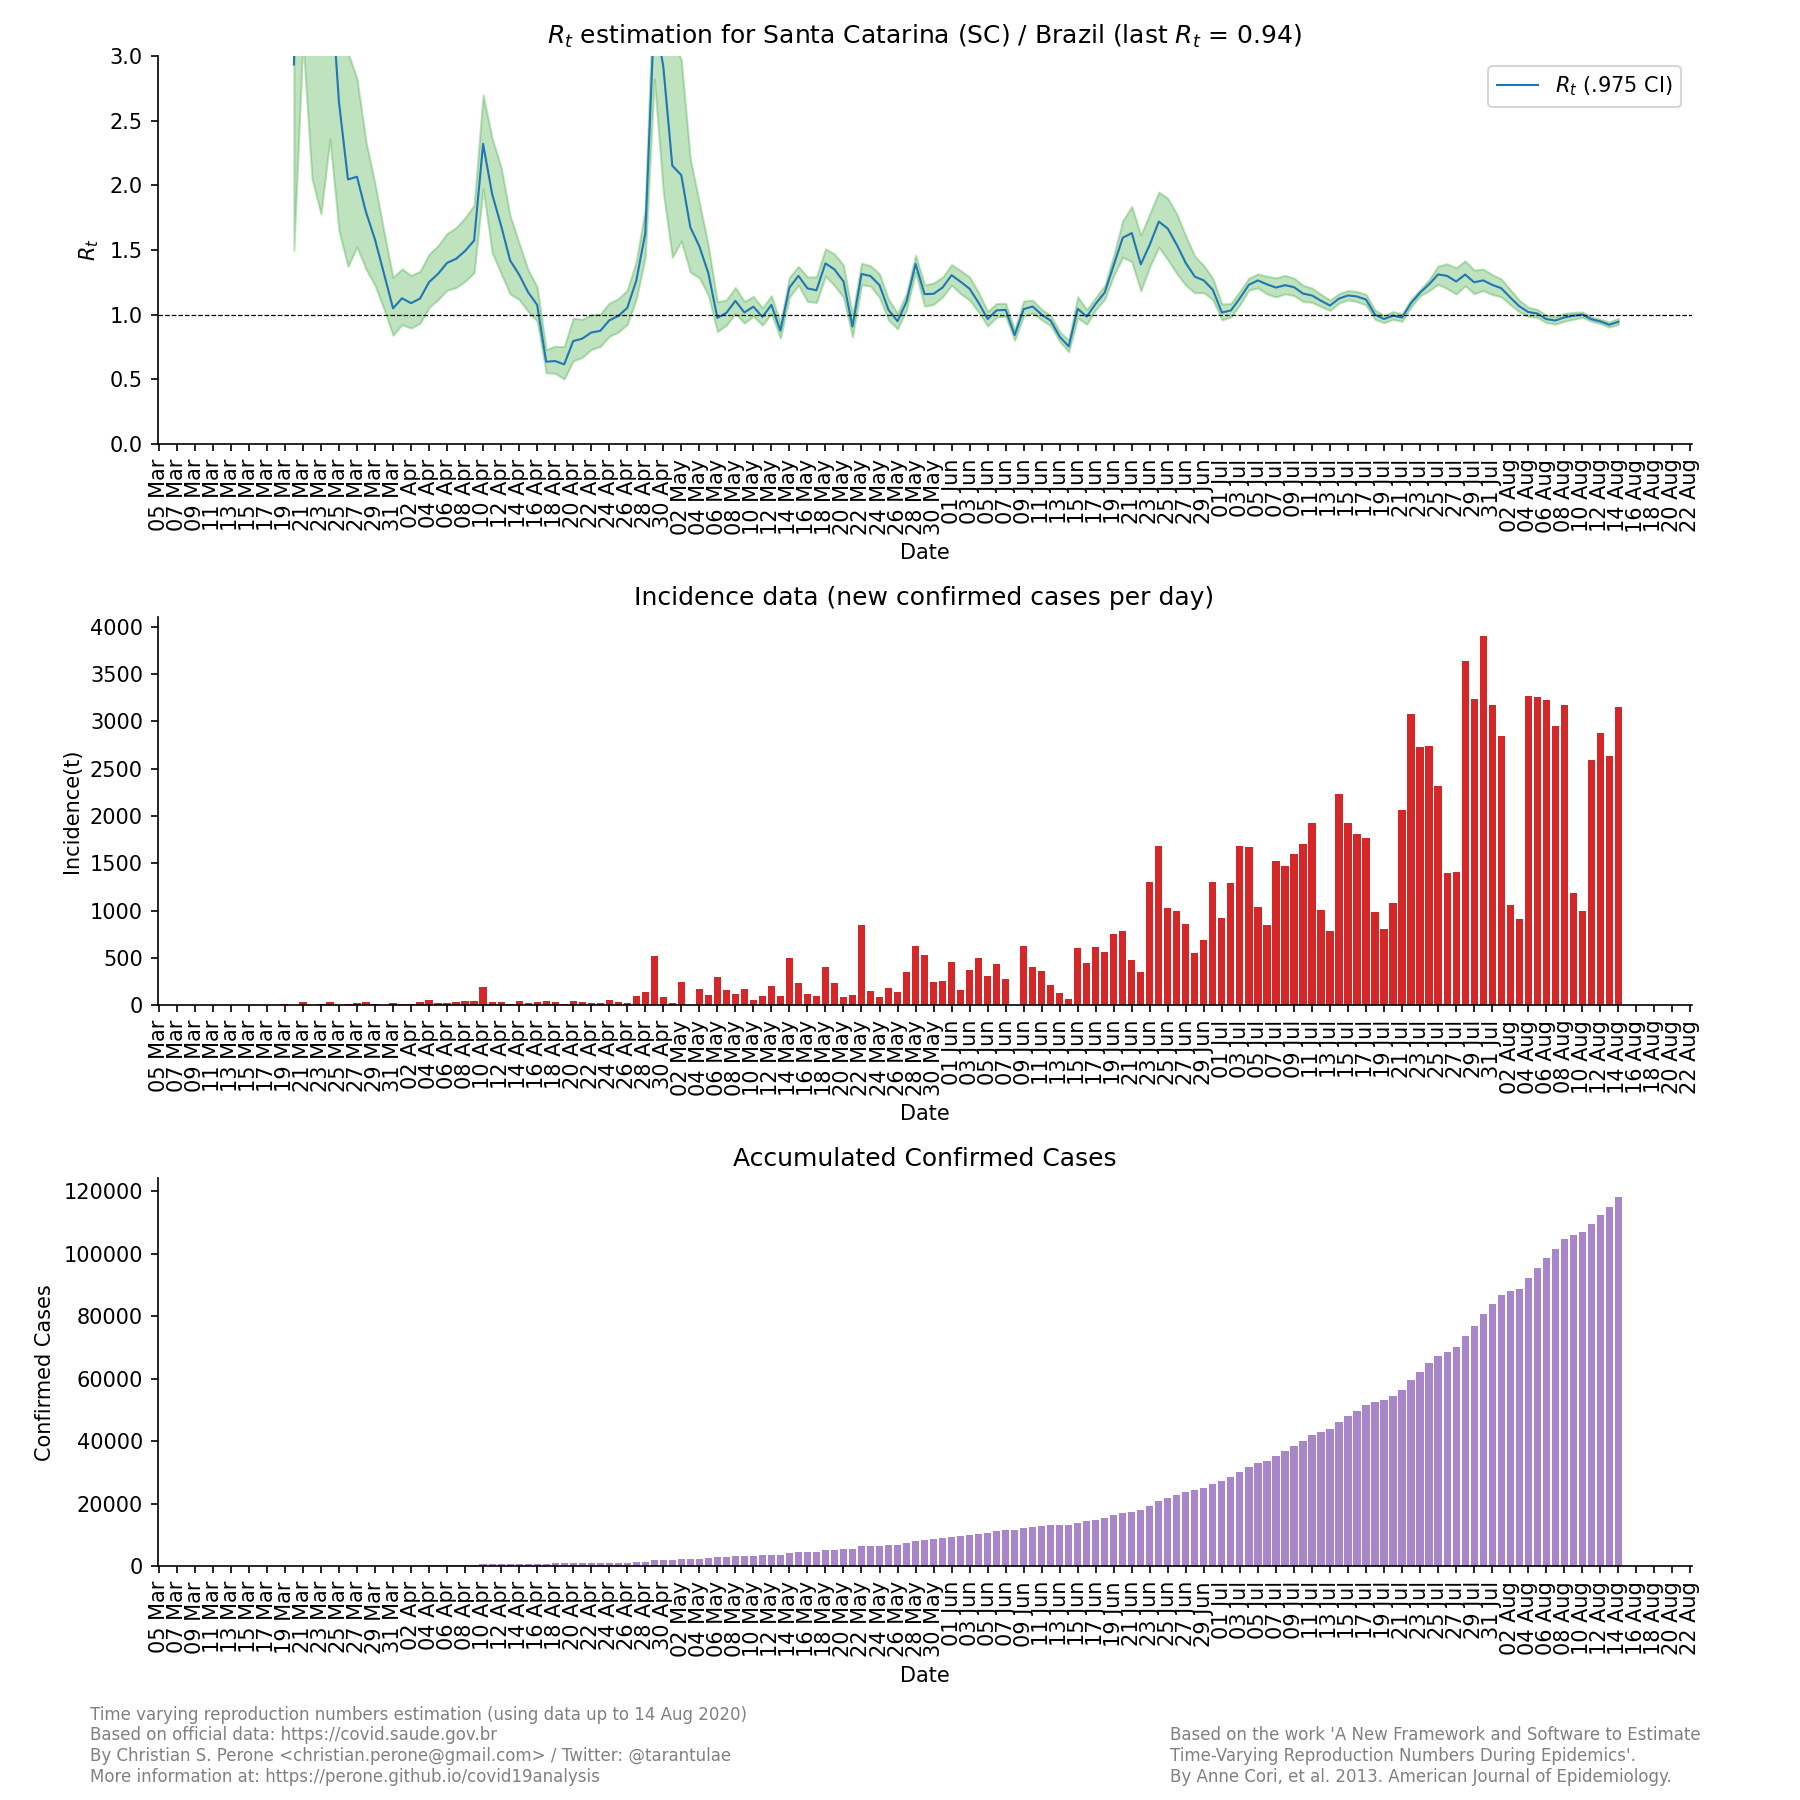 Rt estimation for Santa Catarina (SC) / Brazil (last Rt = 0.94)
3.0
2.5
2.0
1.5
1.0
0.5
0.0
Rt
Rt (.975 CI)
05 Mar 07 Mar 09 Mar 11 Mar 13 Mar 15 Mar 17 Mar 19 Mar 21 Mar 23 Mar 25 Mar 27 Mar 29 Mar 31 Mar 02 Apr 04 Apr 06 Apr 08 Apr 10 Apr 12 Apr 14 Apr 16 Apr 18 Apr 20 Apr 22 Apr 24 Apr 26 Apr 28 Apr 30 Apr 02 May 04 May 06 May 08 May 10 May 12 May 14 May 16 May 18 May 20 May 22 May 24 May 26 May 28 May 30 May 01 Jun 03 Jun 05 Jun 07 Jun 09 Jun 11 Jun 13 Jun 15 Jun 17 Jun 19 Jun 21 Jun 23 Jun 25 Jun 27 Jun 29 Jun 01 Jul 03 Jul 05 Jul 07 Jul 09 Jul 11 Jul 13 Jul 15 Jul 17 Jul 19 Jul 21 Jul 23 Jul 25 Jul 27 Jul 29 Jul 31 Jul 02 Aug 04 Aug 06 Aug 08 Aug 10 Aug 12 Aug 14 Aug 16 Aug 18 Aug 20 Aug 22 Aug
Date
Incidence data (new confirmed cases per day)
4000
3500
3000
2500
2000
1500
1000
500
0
Incidence(t)
05 Mar 07 Mar 09 Mar 11 Mar 13 Mar 15 Mar 17 Mar 19 Mar 21 Mar 23 Mar 25 Mar 27 Mar 29 Mar 31 Mar 02 Apr 04 Apr 06 Apr 08 Apr 10 Apr 12 Apr 14 Apr 16 Apr 18 Apr 20 Apr 22 Apr 24 Apr 26 Apr 28 Apr 30 Apr 02 May 04 May 06 May 08 May 10 May 12 May 14 May 16 May 18 May 20 May 22 May 24 May 26 May 28 May 30 May 01 Jun 03 Jun 05 Jun 07 Jun 09 Jun 11 Jun 13 Jun 15 Jun 17 Jun 19 Jun 21 Jun 23 Jun 25 Jun 27 Jun 29 Jun 01 Jul 03 Jul 05 Jul 07 Jul 09 Jul 11 Jul 13 Jul 15 Jul 17 Jul 19 Jul 21 Jul 23 Jul 25 Jul 27 Jul 29 Jul 31 Jul 02 Aug 04 Aug 06 Aug 08 Aug 10 Aug 12 Aug 14 Aug 16 Aug 18 Aug 20 Aug 22 Aug
Date
Accumulated Confirmed Cases
120000
100000
80000
60000
40000
20000
0
Confirmed Cases
05 Mar 07 Mar 09 Mar 11 Mar 13 Mar 15 Mar 17 Mar 19 Mar 21 Mar 23 Mar 25 Mar 27 Mar 29 Mar 31 Mar 02 Apr 04 Apr 06 Apr 08 Apr 10 Apr 12 Apr 14 Apr 16 Apr 18 Apr 20 Apr 22 Apr 24 Apr 26 Apr 28 Apr 30 Apr 02 May 04 May 06 May 08 May 10 May 12 May 14 May 16 May 18 May 20 May 22 May 24 May 26 May 28 May 30 May 01 Jun 03 Jun 05 Jun 07 Jun 09 Jun 11 Jun 13 Jun 15 Jun 17 Jun 19 Jun 21 Jun 23 Jun 25 Jun 27 Jun 29 Jun 01 Jul 03 Jul 05 Jul 07 Jul 09 Jul 11 Jul 13 Jul 15 Jul 17 Jul 19 Jul 21 Jul 23 Jul 25 Jul 27 Jul 29 Jul 31 Jul 02 Aug 04 Aug 06 Aug 08 Aug 10 Aug 12 Aug 14 Aug 16 Aug 18 Aug 20 Aug 22 Aug
Date
Time varying reproduction numbers estimation (using data up to 14 Aug 2020)
Based on official data: https://covid.saude.gov.br
By Christian S. Perone <christian.perone@gmail.com> / Twitter: @tarantulae
More information at: https://perone.github.io/covid19analysis
Based on the work 'A New Framework and Software to Estimate
Time-Varying Reproduction Numbers During Epidemics'.
By Anne Cori, et al. 2013. American Journal of Epidemiology.